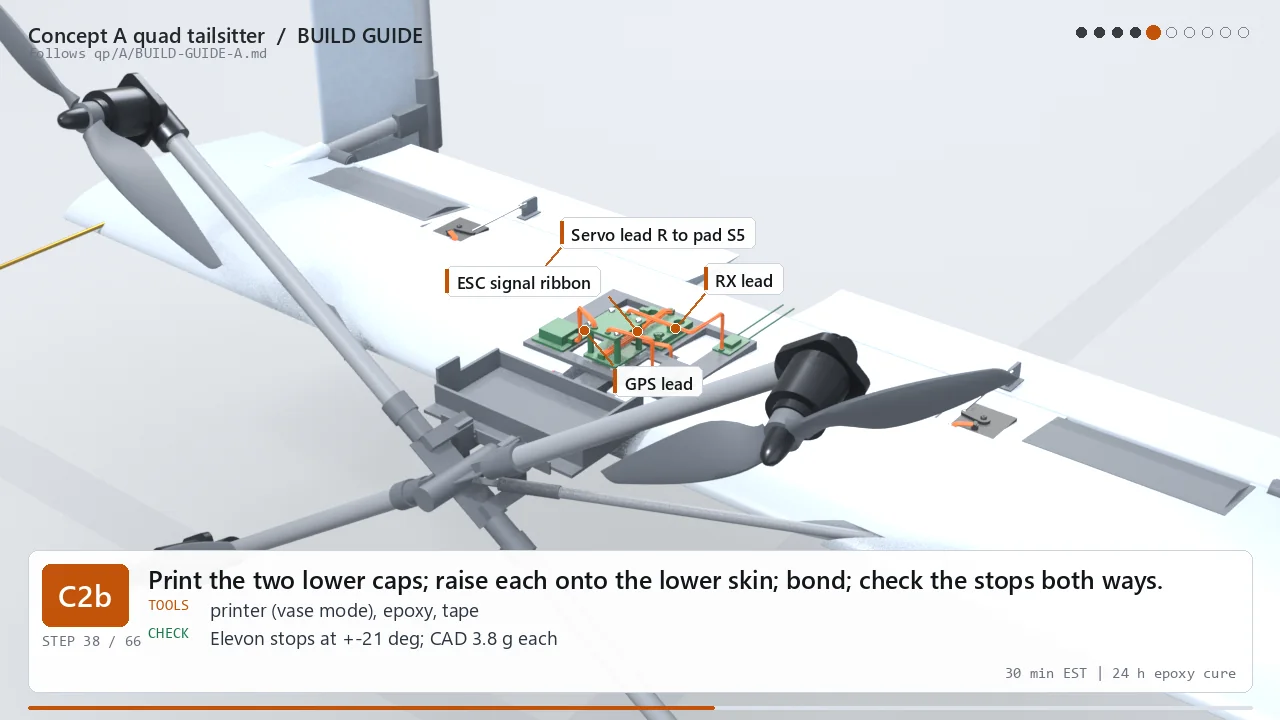 Concept A quad tailsitter / BUILD GUIDE
follows qp/A/BUILD-GUIDE-A.md
Servo lead R to pad S5
ESC signal ribbon
RX lead
GPS lead
C2b
Print the two lower caps; raise each onto the lower skin; bond; check the stops both ways.
TOOLS printer (vase mode), epoxy, tape
STEP 38 / 66
CHECK Elevon stops at +-21 deg; CAD 3.8 g each
30 min EST | 24 h epoxy cure